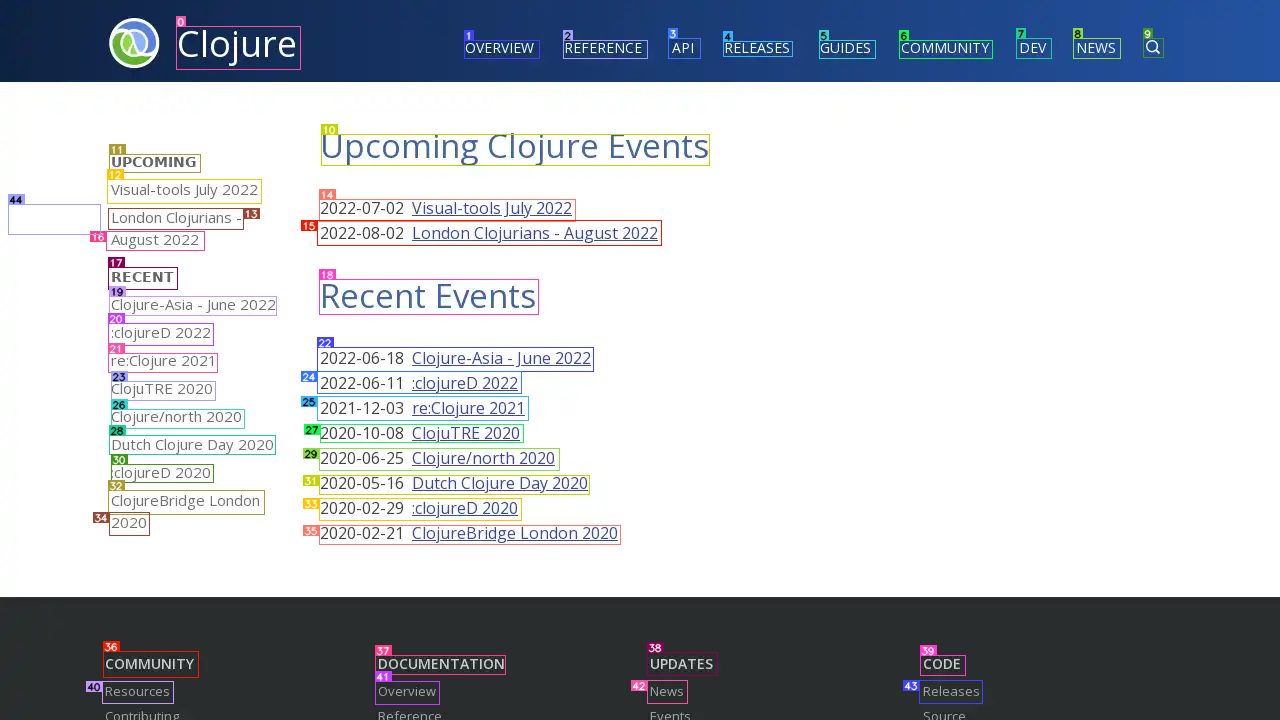 Clojure
OVERVIEW REFERENCE API RELEASES GUIDES COMMUNITY DEV NEWS
0 1 2 3 4 5 6 7 8 9
10
Upcoming Clojure Events
11
UPCOMING
12
Visual-tools July 2022
13
London Clojurians -
44
16
August 2022
14
2022-07-02 Visual-tools July 2022
15
2022-08-02 London Clojurians - August 2022
17
RECENT
18
Recent Events
19
Clojure-Asia - June 2022
20
:clojureD 2022
21
re:Clojure 2021
23
ClojuTRE 2020
26
Clojure/north 2020
28
Dutch Clojure Day 2020
30
:clojureD 2020
32
ClojureBridge London
34
2020
22
2022-06-18 Clojure-Asia - June 2022
24
2022-06-11 :clojureD 2022
25
2021-12-03 re:Clojure 2021
27
2020-10-08 ClojuTRE 2020
29
2020-06-25 Clojure/north 2020
31
2020-05-16 Dutch Clojure Day 2020
33
2020-02-29 :clojureD 2020
35
2020-02-21 ClojureBridge London 2020
36
COMMUNITY
40
Resources
Contributing
37
DOCUMENTATION
41
Overview
Reference
38
UPDATES
42
News
Events
39
CODE
43
Releases
Source